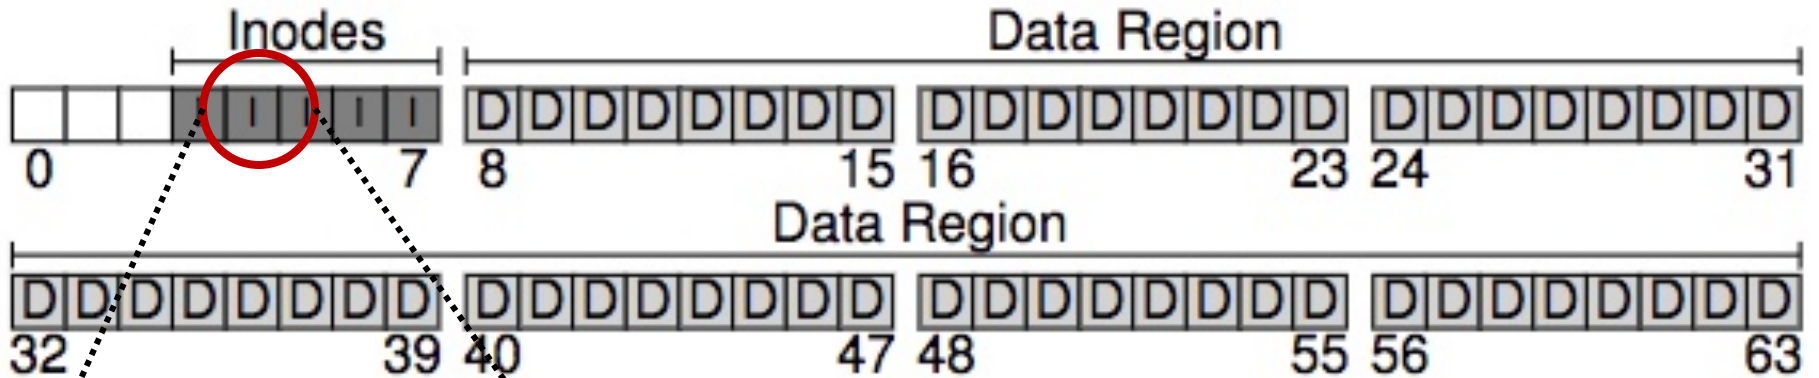 Inodes Data Region
I I I I I D D D D D D D D D D D D D D D D D D D D D D D D
0 7 8 15 16 23 24 31
Data Region
D D D D D D D D D D D D D D D D D D D D D D D D D D D D D D D D
32 39 40 47 48 55 56 63